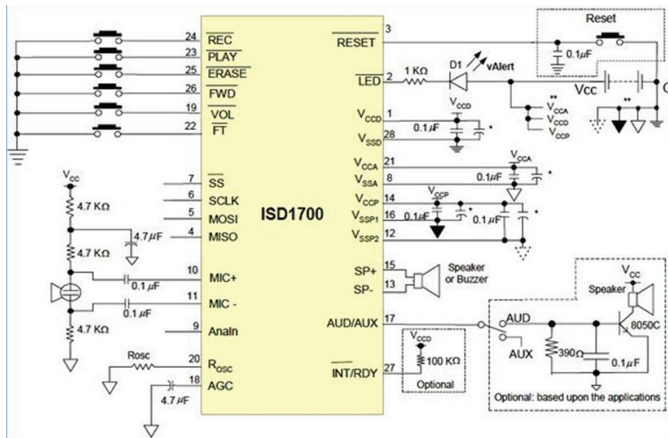 Reset
3
24 REC RESET
0.1µF
23 PLAY
25 ERASE
D1 vAlert
1 KΩ
26 FWD LED 2
Vcc
**
**
VCCA
VCCD
VCCP
19 VOL
22 FT
VCCD 1 VCCD
0.1µF *
VSSD 28
VCCA 21 VCCA
VSSA 8 0.1µF *
VCC
4.7 KΩ
7 SS
6 SCLK
5 MOSI
4 MISO
ISD1700
VCCP 14 VCCP
VSSP1 16 0.1µF * 0.1µF *
VSSP2 12
4.7 KΩ
4.7µF
10 MIC+
0.1µF
11 MIC -
0.1µF
4.7 KΩ
9 AnaIn
SP+ 15
SP- 13
Speaker
or Buzzer
AUD/AUX 17
AUD
AUX
VCC
Speaker
8050C
390Ω
0.1µF
Optional: based upon the applications
VCCD
100 KΩ
Optional
INT/RDY 27
Rosc
20 ROSC
18 AGC
4.7µF